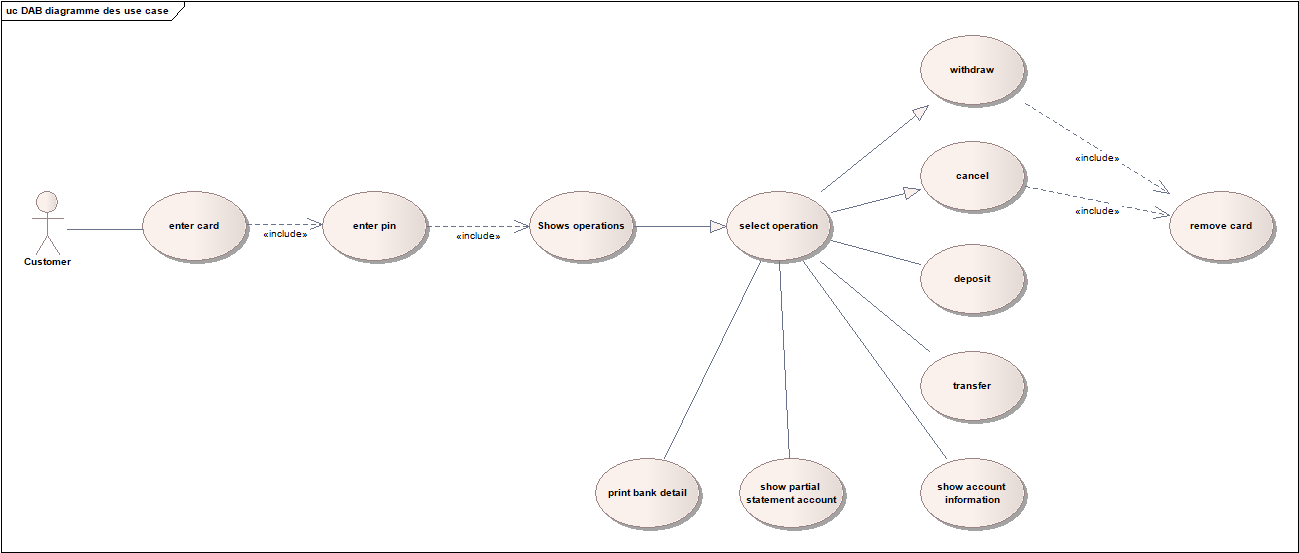 uc DAB diagramme des use case
withdraw
«include»
cancel
«include»
Customer
enter card
«include»
enter pin
«include»
Shows operations
select operation
remove card
deposit
transfer
print bank detail
show partial
statement account
show account
information